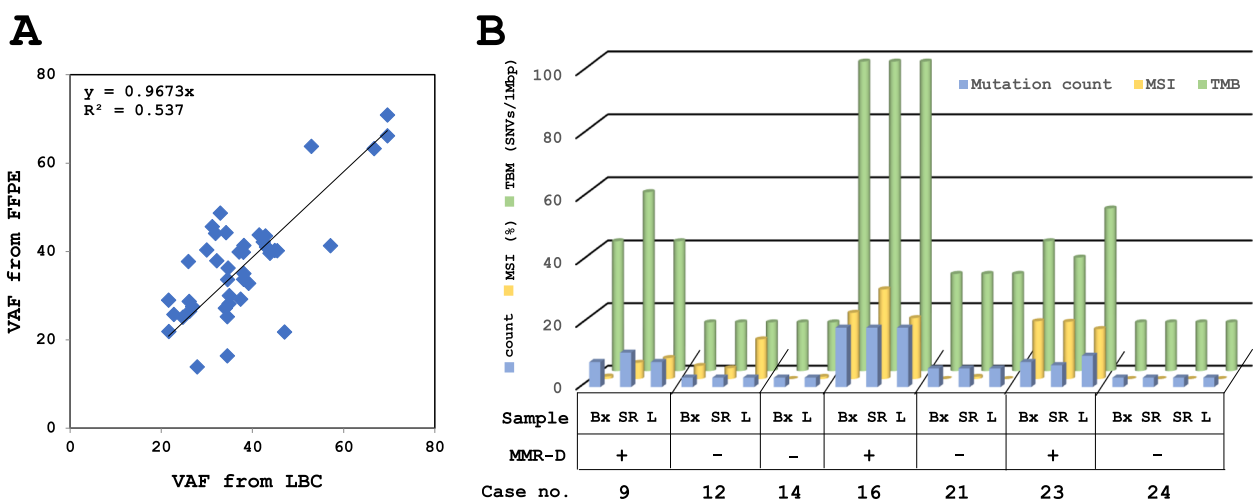 A
y = 0.9673x
R² = 0.537
80
60
40
20
0
0 20 40 60 80
VAF from FFPE
VAF from LBC
B
count MSI (%) TBM (SNVs/1Mbp)
Mutation count MSI TMB
100
80
60
40
20
0
Sample Bx SR L Bx SR L Bx L Bx SR L Bx SR L Bx SR L Bx SR SR L
MMR-D + − − + − + −
Case no. 9 12 14 16 21 23 24